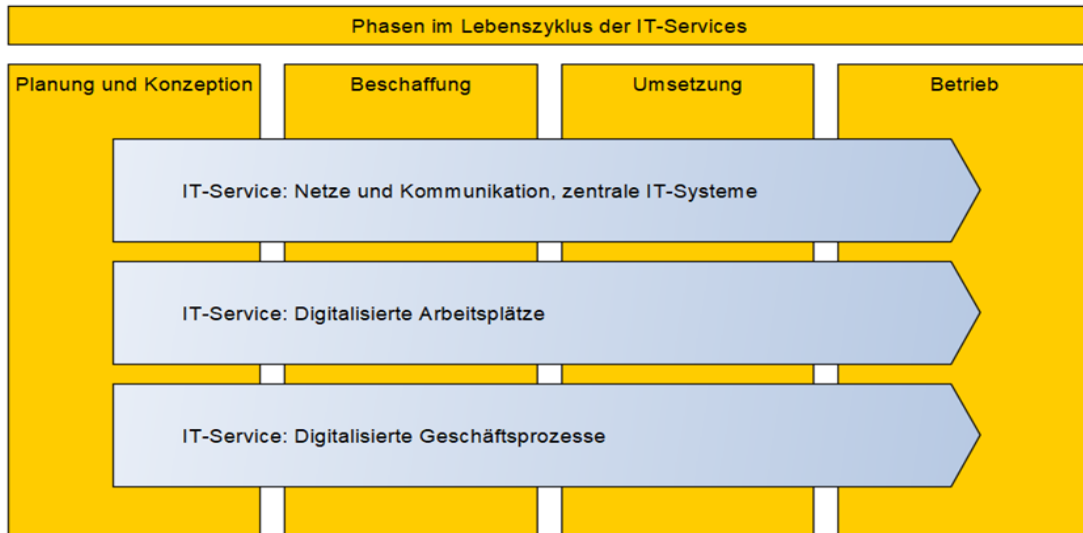 Phasen im Lebenszyklus der IT-Services
Planung und Konzeption
Beschaffung
Umsetzung
Betrieb
IT-Service: Netze und Kommunikation, zentrale IT-Systeme
IT-Service: Digitalisierte Arbeitsplätze
IT-Service: Digitalisierte Geschäftsprozesse